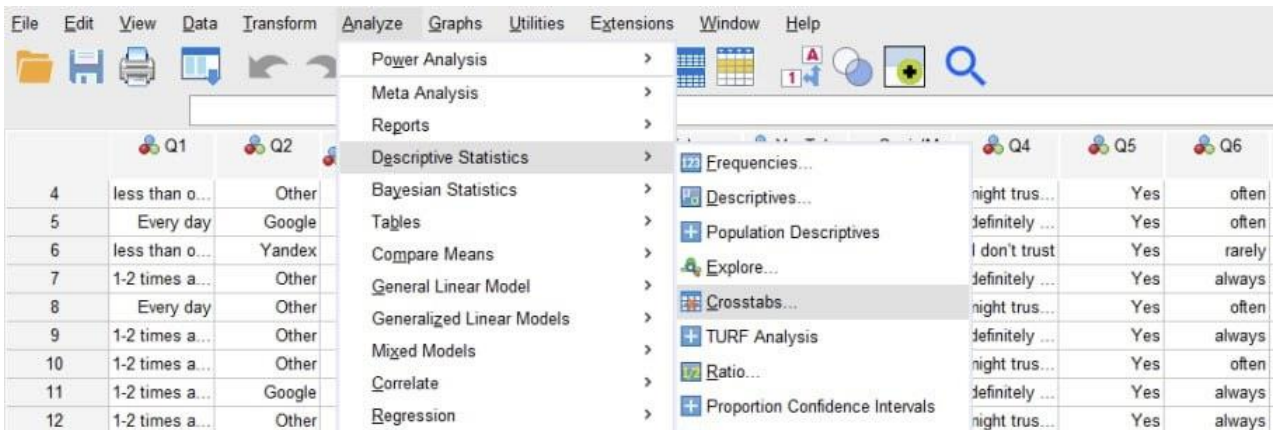 File Edit View Data Transform Analyze Graphs Utilities Extensions Window Help
Power Analysis
Meta Analysis
Reports
Descriptive Statistics
Bayesian Statistics
Tables
Compare Means
General Linear Model
Generalized Linear Models
Mixed Models
Correlate
Regression
Frequencies...
Descriptives...
Population Descriptives
Explore...
Crosstabs...
TURF Analysis
Ratio...
Proportion Confidence Intervals
Q1 Q2 Q4 Q5 Q6
4 less than o... Other night trus... Yes often
5 Every day Google definitely ... Yes often
6 less than o... Yandex I don't trust Yes rarely
7 1-2 times a... Other definitely ... Yes always
8 Every day Other night trus... Yes often
9 1-2 times a... Other definitely ... Yes always
10 1-2 times a... Other night trus... Yes often
11 1-2 times a... Google definitely ... Yes always
12 1-2 times a... Other night trus... Yes always